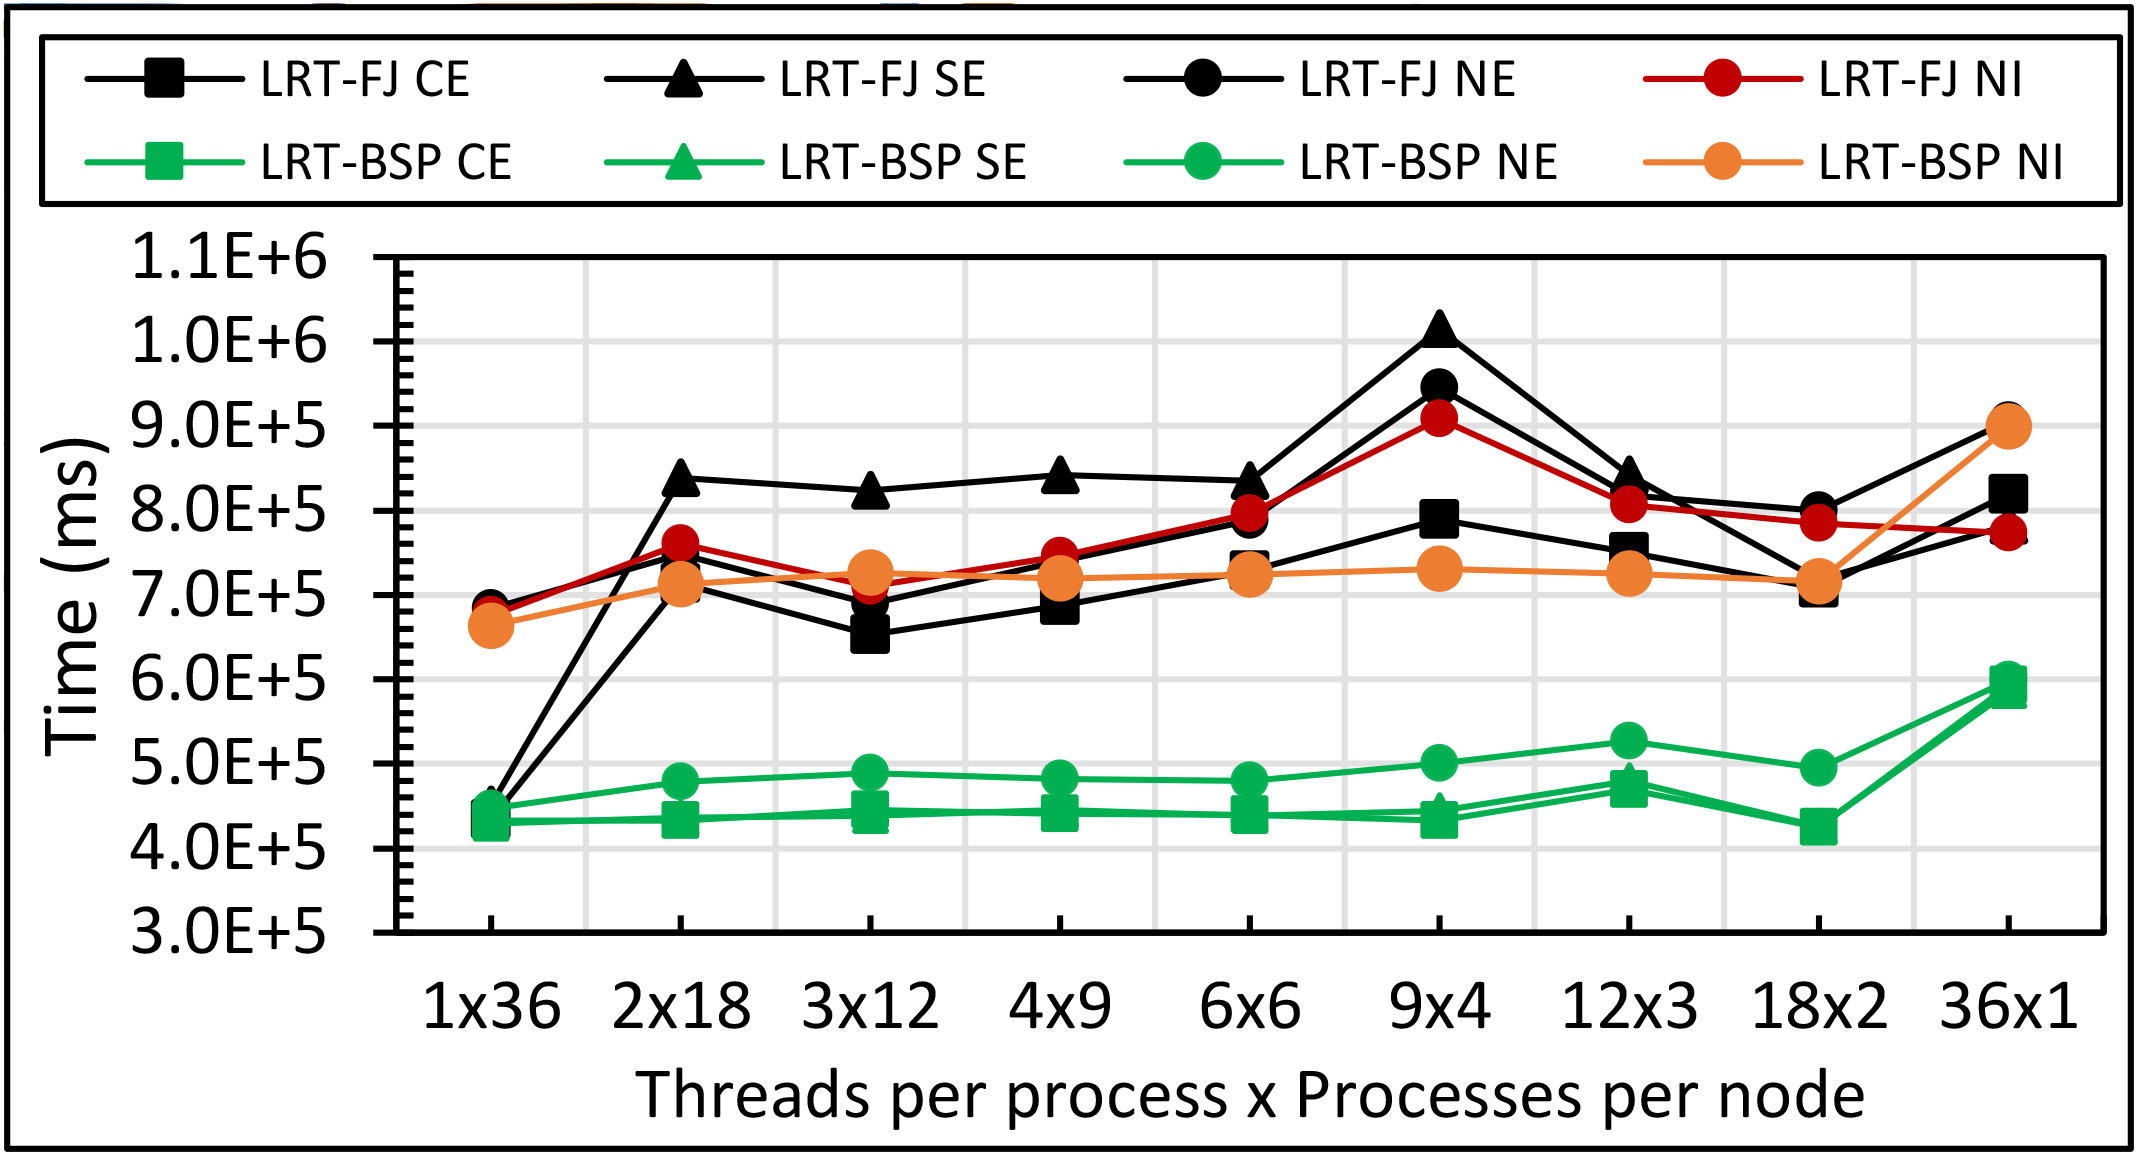 LRT-FJ CE LRT-FJ SE LRT-FJ NE LRT-FJ NI
LRT-BSP CE LRT-BSP SE LRT-BSP NE LRT-BSP NI
1.1E+6
1.0E+6
9.0E+5
8.0E+5
7.0E+5
6.0E+5
5.0E+5
4.0E+5
3.0E+5
Time (ms)
1x36 2x18 3x12 4x9 6x6 9x4 12x3 18x2 36x1
Threads per process x Processes per node